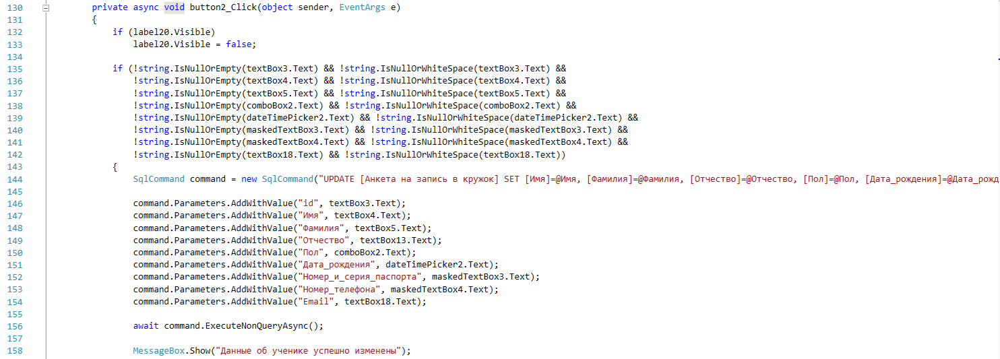 130 private async void button2_Click(object sender, EventArgs e)
131 {
132 if (label20.Visible)
133 label20.Visible = false;
134
135 if (!string.IsNullOrEmpty(textBox3.Text) && !string.IsNullOrWhiteSpace(textBox3.Text) &&
136 !string.IsNullOrEmpty(textBox4.Text) && !string.IsNullOrWhiteSpace(textBox4.Text) &&
137 !string.IsNullOrEmpty(textBox5.Text) && !string.IsNullOrWhiteSpace(textBox5.Text) &&
138 !string.IsNullOrEmpty(comboBox2.Text) && !string.IsNullOrWhiteSpace(comboBox2.Text) &&
139 !string.IsNullOrEmpty(dateTimePicker2.Text) && !string.IsNullOrWhiteSpace(dateTimePicker2.Text) &&
140 !string.IsNullOrEmpty(maskedTextBox3.Text) && !string.IsNullOrWhiteSpace(maskedTextBox3.Text) &&
141 !string.IsNullOrEmpty(maskedTextBox4.Text) && !string.IsNullOrWhiteSpace(maskedTextBox4.Text) &&
142 !string.IsNullOrEmpty(textBox18.Text) && !string.IsNullOrWhiteSpace(textBox18.Text))
143 {
144 SqlCommand command = new SqlCommand("UPDATE [Анкета на запись в кружок] SET [Имя]=@Имя, [Фамилия]=@Фамилия, [Отчество]=@Отчество, [Пол]=@Пол, [Дата_рождения]=@Дата_рожд
145
146 command.Parameters.AddWithValue("id", textBox3.Text);
147 command.Parameters.AddWithValue("Имя", textBox4.Text);
148 command.Parameters.AddWithValue("Фамилия", textBox5.Text);
149 command.Parameters.AddWithValue("Отчество", textBox13.Text);
150 command.Parameters.AddWithValue("Пол", comboBox2.Text);
151 command.Parameters.AddWithValue("Дата_рождения", dateTimePicker2.Text);
152 command.Parameters.AddWithValue("Номер_и_серия_паспорта", maskedTextBox3.Text);
153 command.Parameters.AddWithValue("Номер_телефона", maskedTextBox4.Text);
154 command.Parameters.AddWithValue("Email", textBox18.Text);
155
156 await command.ExecuteNonQueryAsync();
157
158 MessageBox.Show("Данные об ученике успешно изменены");